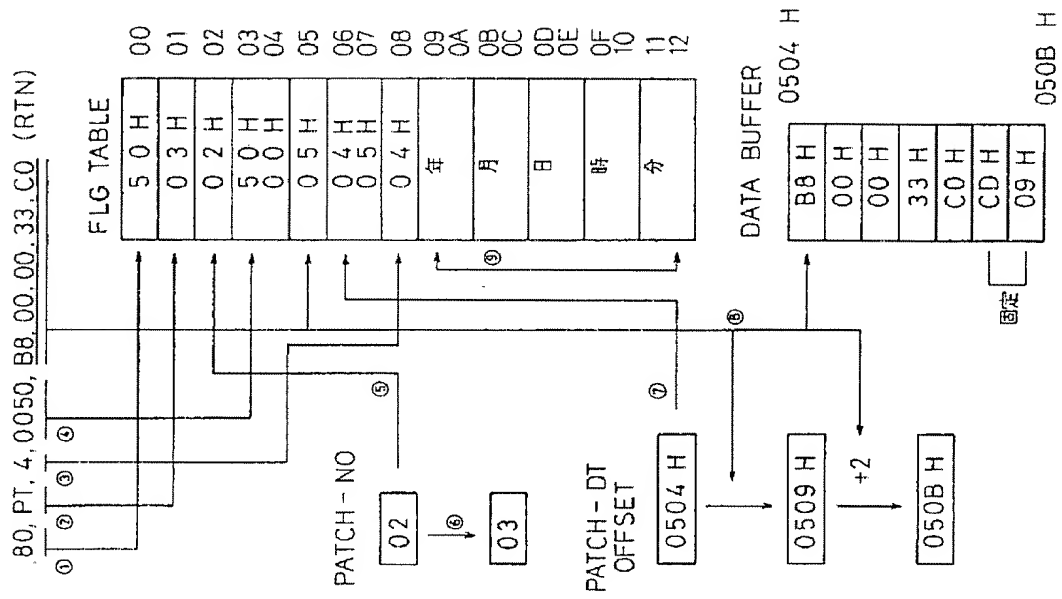 .80, PT, 4, 0050, B8.00.00.33.C0 (RTN)
① ② ③ ④
FLG TABLE
50H 00
03H 01
02H 02
50H 03
00H 04
05H 05
04H 06
05H 07
04H 08
年 09
0A
月 0B
0C
日 0D
0E
時 0F
10
分 11
12
⑨
PATCH-NO
02
⑤
⑥
03
PATCH-DT
OFFSET
0504 H
⑦
⑧
0509 H
+2
050B H
DATA BUFFER
B8 H 0504 H
00 H
00 H
33 H
C0 H
CD H
09 H
固定
050B H